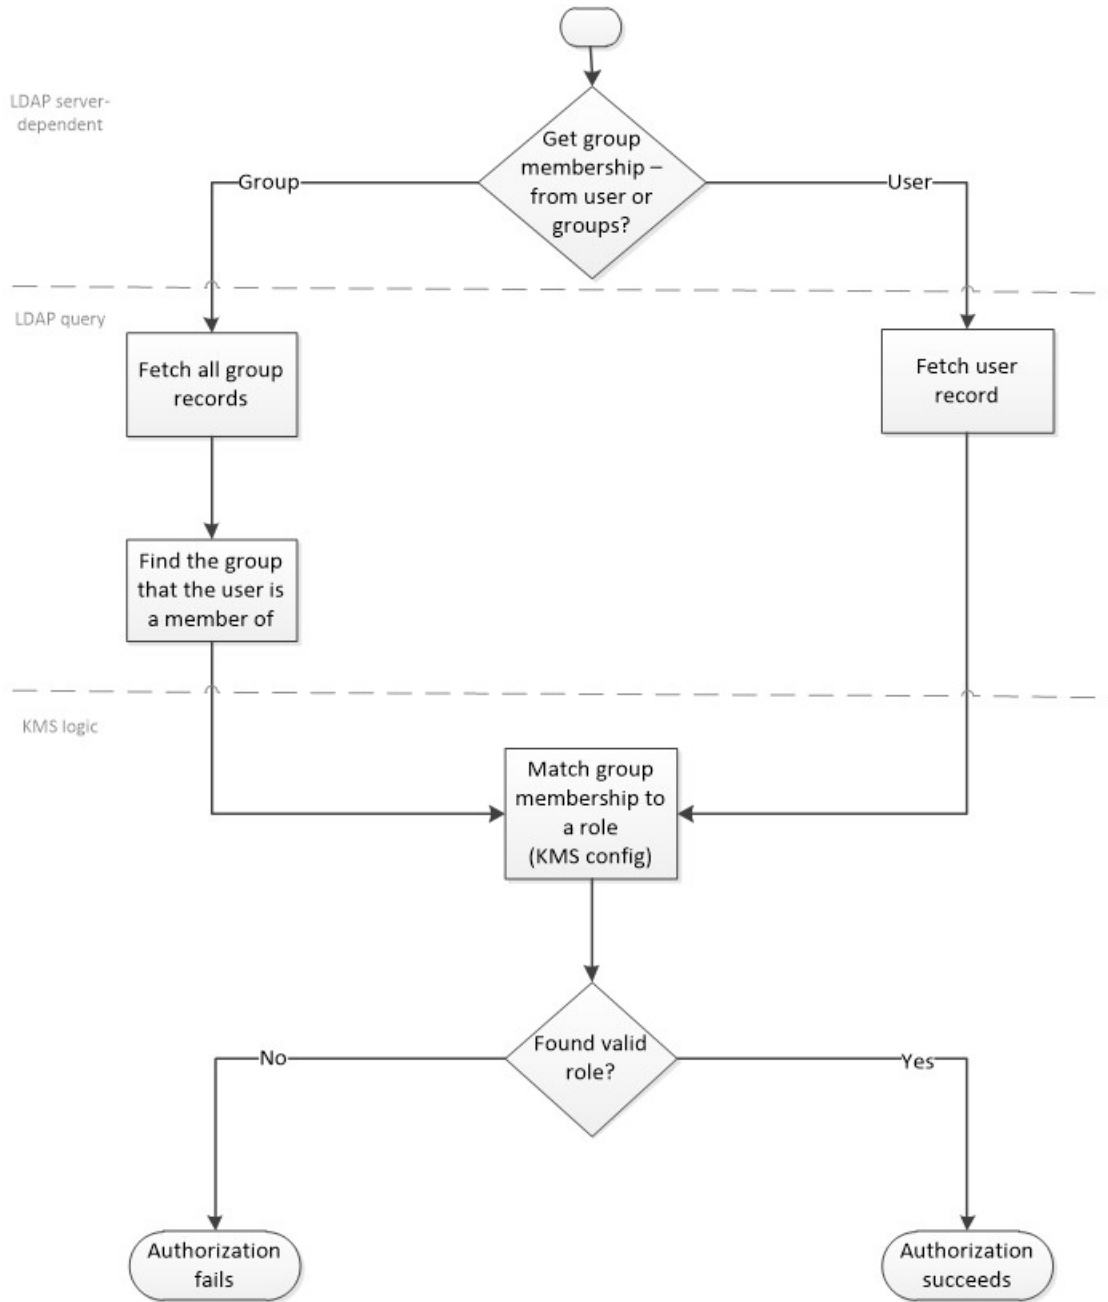 LDAP server-
dependent
Get group
membership –
from user or
groups?
Group
User
LDAP query
Fetch all group
records
Fetch user
record
Find the group
that the user is
a member of
KMS logic
Match group
membership to
a role
(KMS config)
Found valid
role?
No
Yes
Authorization
fails
Authorization
succeeds